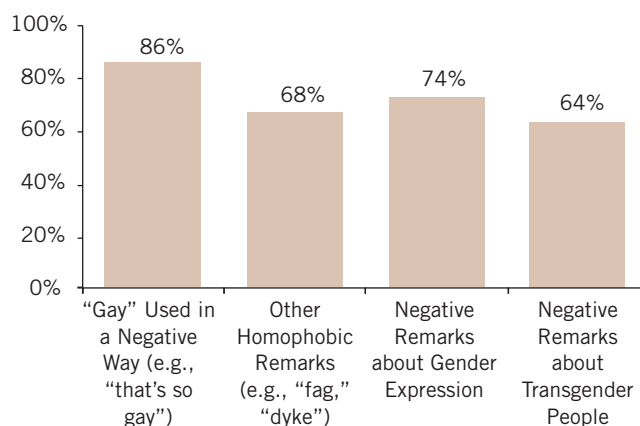 100%
80%
60%
40%
20%
0%
86%
68%
74%
64%
“Gay” Used in
a Negative
Way (e.g.,
“that’s so
gay”)
Other
Homophobic
Remarks
(e.g., “fag,”
“dyke”)
Negative
Remarks
about Gender
Expression
Negative
Remarks
about
Transgender
People